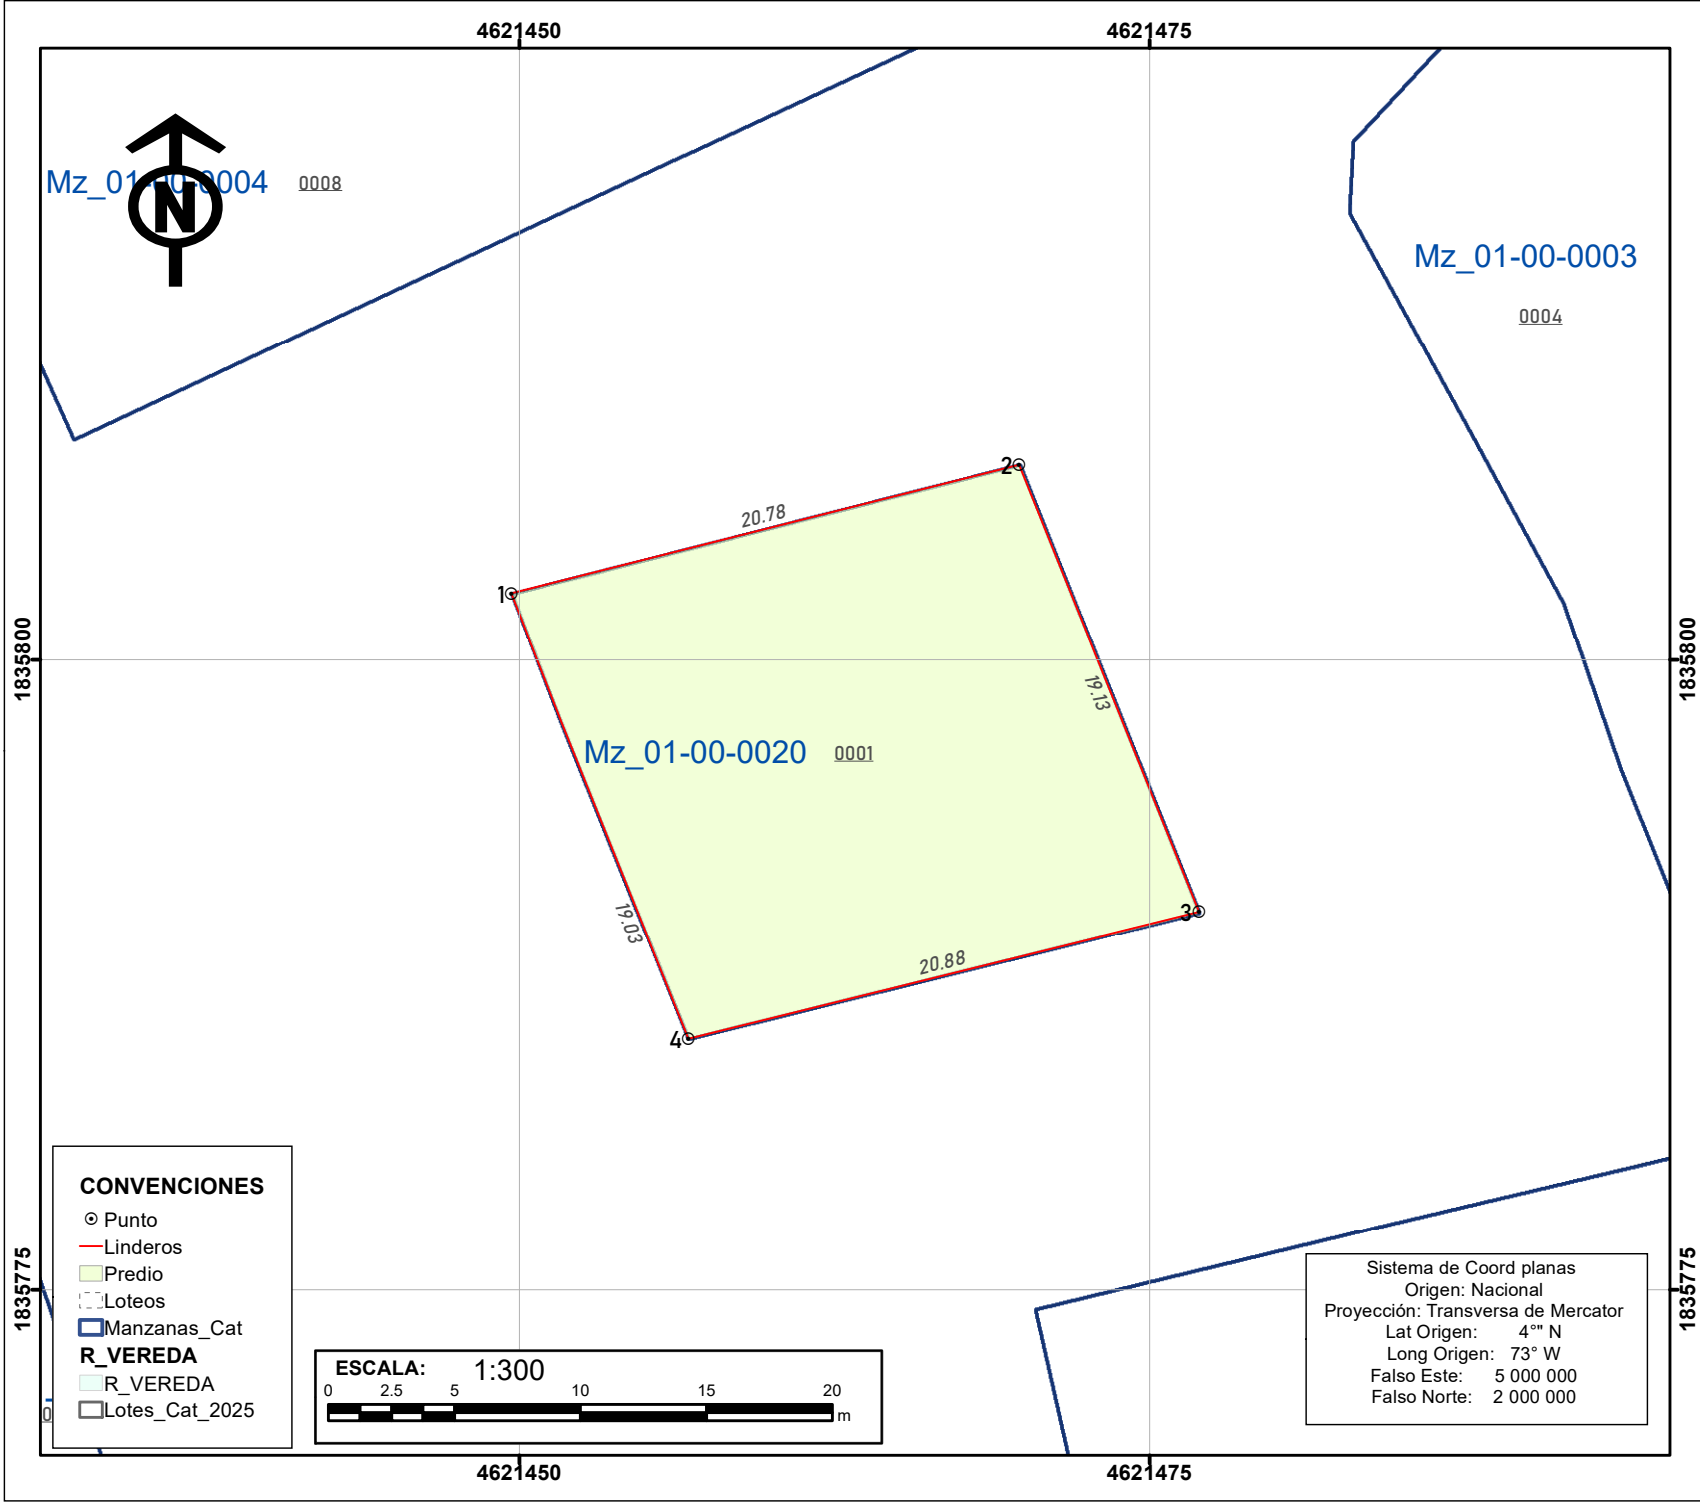 4621450
4621475
Mz_01-00-0004
0008
N
Mz_01-00-0003
0004
2
20.78
1
1835800
1835800
19.13
Mz_01-00-0020
0001
19.03
3
20.88
4
CONVENCIONES
Punto
Linderos
Predio
Loteos
Manzanas_Cat
R_VEREDA
R_VEREDA
Lotes_Cat_2025
1835775
1835775
ESCALA: 1:300
0 2.5 5 10 15 20
m
Sistema de Coord planas
Origen: Nacional
Proyección: Transversa de Mercator
Lat Origen: 4°" N
Long Origen: 73° W
Falso Este: 5 000 000
Falso Norte: 2 000 000
4621450
4621475